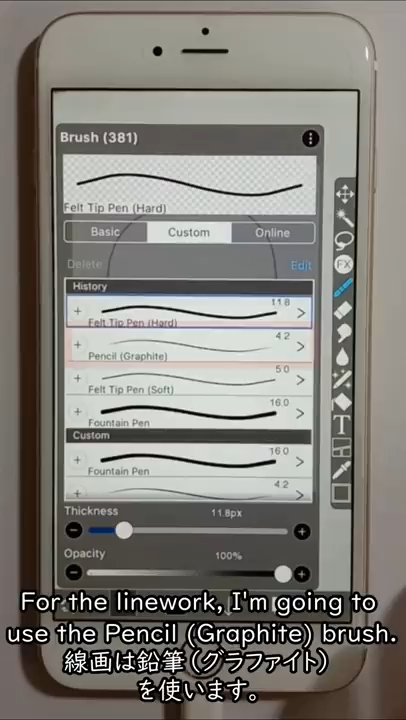 Brush (381)
Felt Tip Pen (Hard)
Basic
Custom
Online
Delete
Edit
History
11.8
Felt Tip Pen (Hard)
4.2
Pencil (Graphite)
5.0
Felt Tip Pen (Soft)
16.0
Fountain Pen
Custom
16.0
Fountain Pen
4.2
Thickness
11.8px
Opacity
100%
FX
T
For the linework, I'm going to
use the Pencil (Graphite) brush.
線画は鉛筆(グラファイト)
を使います。